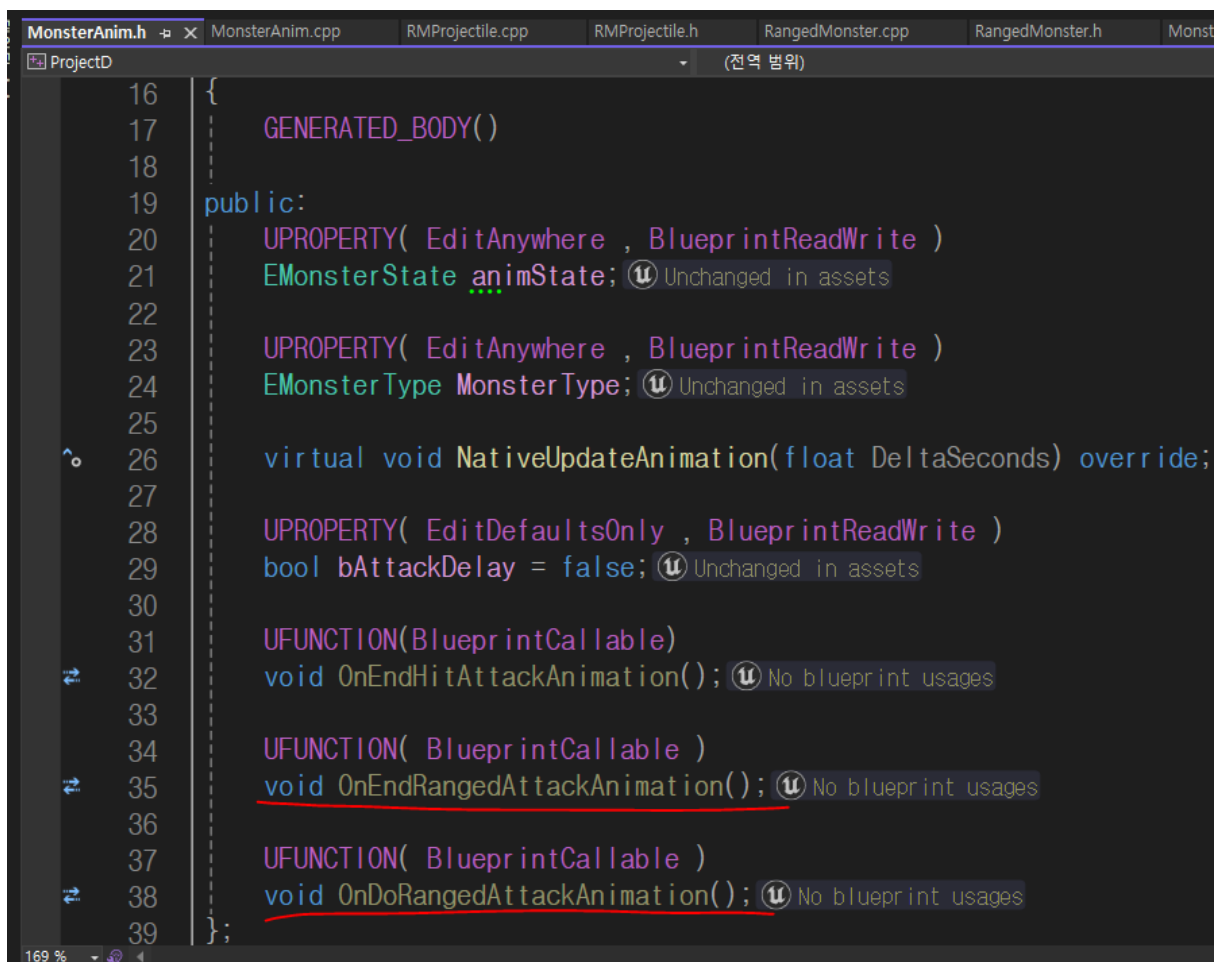 MonsterAnim.h MonsterAnim.cpp RMProjectile.cpp RMProjectile.h RangedMonster.cpp RangedMonster.h Monst
ProjectD (전역 범위)
16 {
17 GENERATED_BODY()
18
19 public:
20 UPROPERTY( EditAnywhere , BlueprintReadWrite )
21 EMonsterState animState; Unchanged in assets
22
23 UPROPERTY( EditAnywhere , BlueprintReadWrite )
24 EMonsterType MonsterType; Unchanged in assets
25
26 virtual void NativeUpdateAnimation(float DeltaSeconds) override;
27
28 UPROPERTY( EditDefaultsOnly , BlueprintReadWrite )
29 bool bAttackDelay = false; Unchanged in assets
30
31 UFUNCTION(BlueprintCallable)
32 void OnEndHitAttackAnimation(); No blueprint usages
33
34 UFUNCTION( BlueprintCallable )
35 void OnEndRangedAttackAnimation(); No blueprint usages
36
37 UFUNCTION( BlueprintCallable )
38 void OnDoRangedAttackAnimation(); No blueprint usages
39 };
169 %